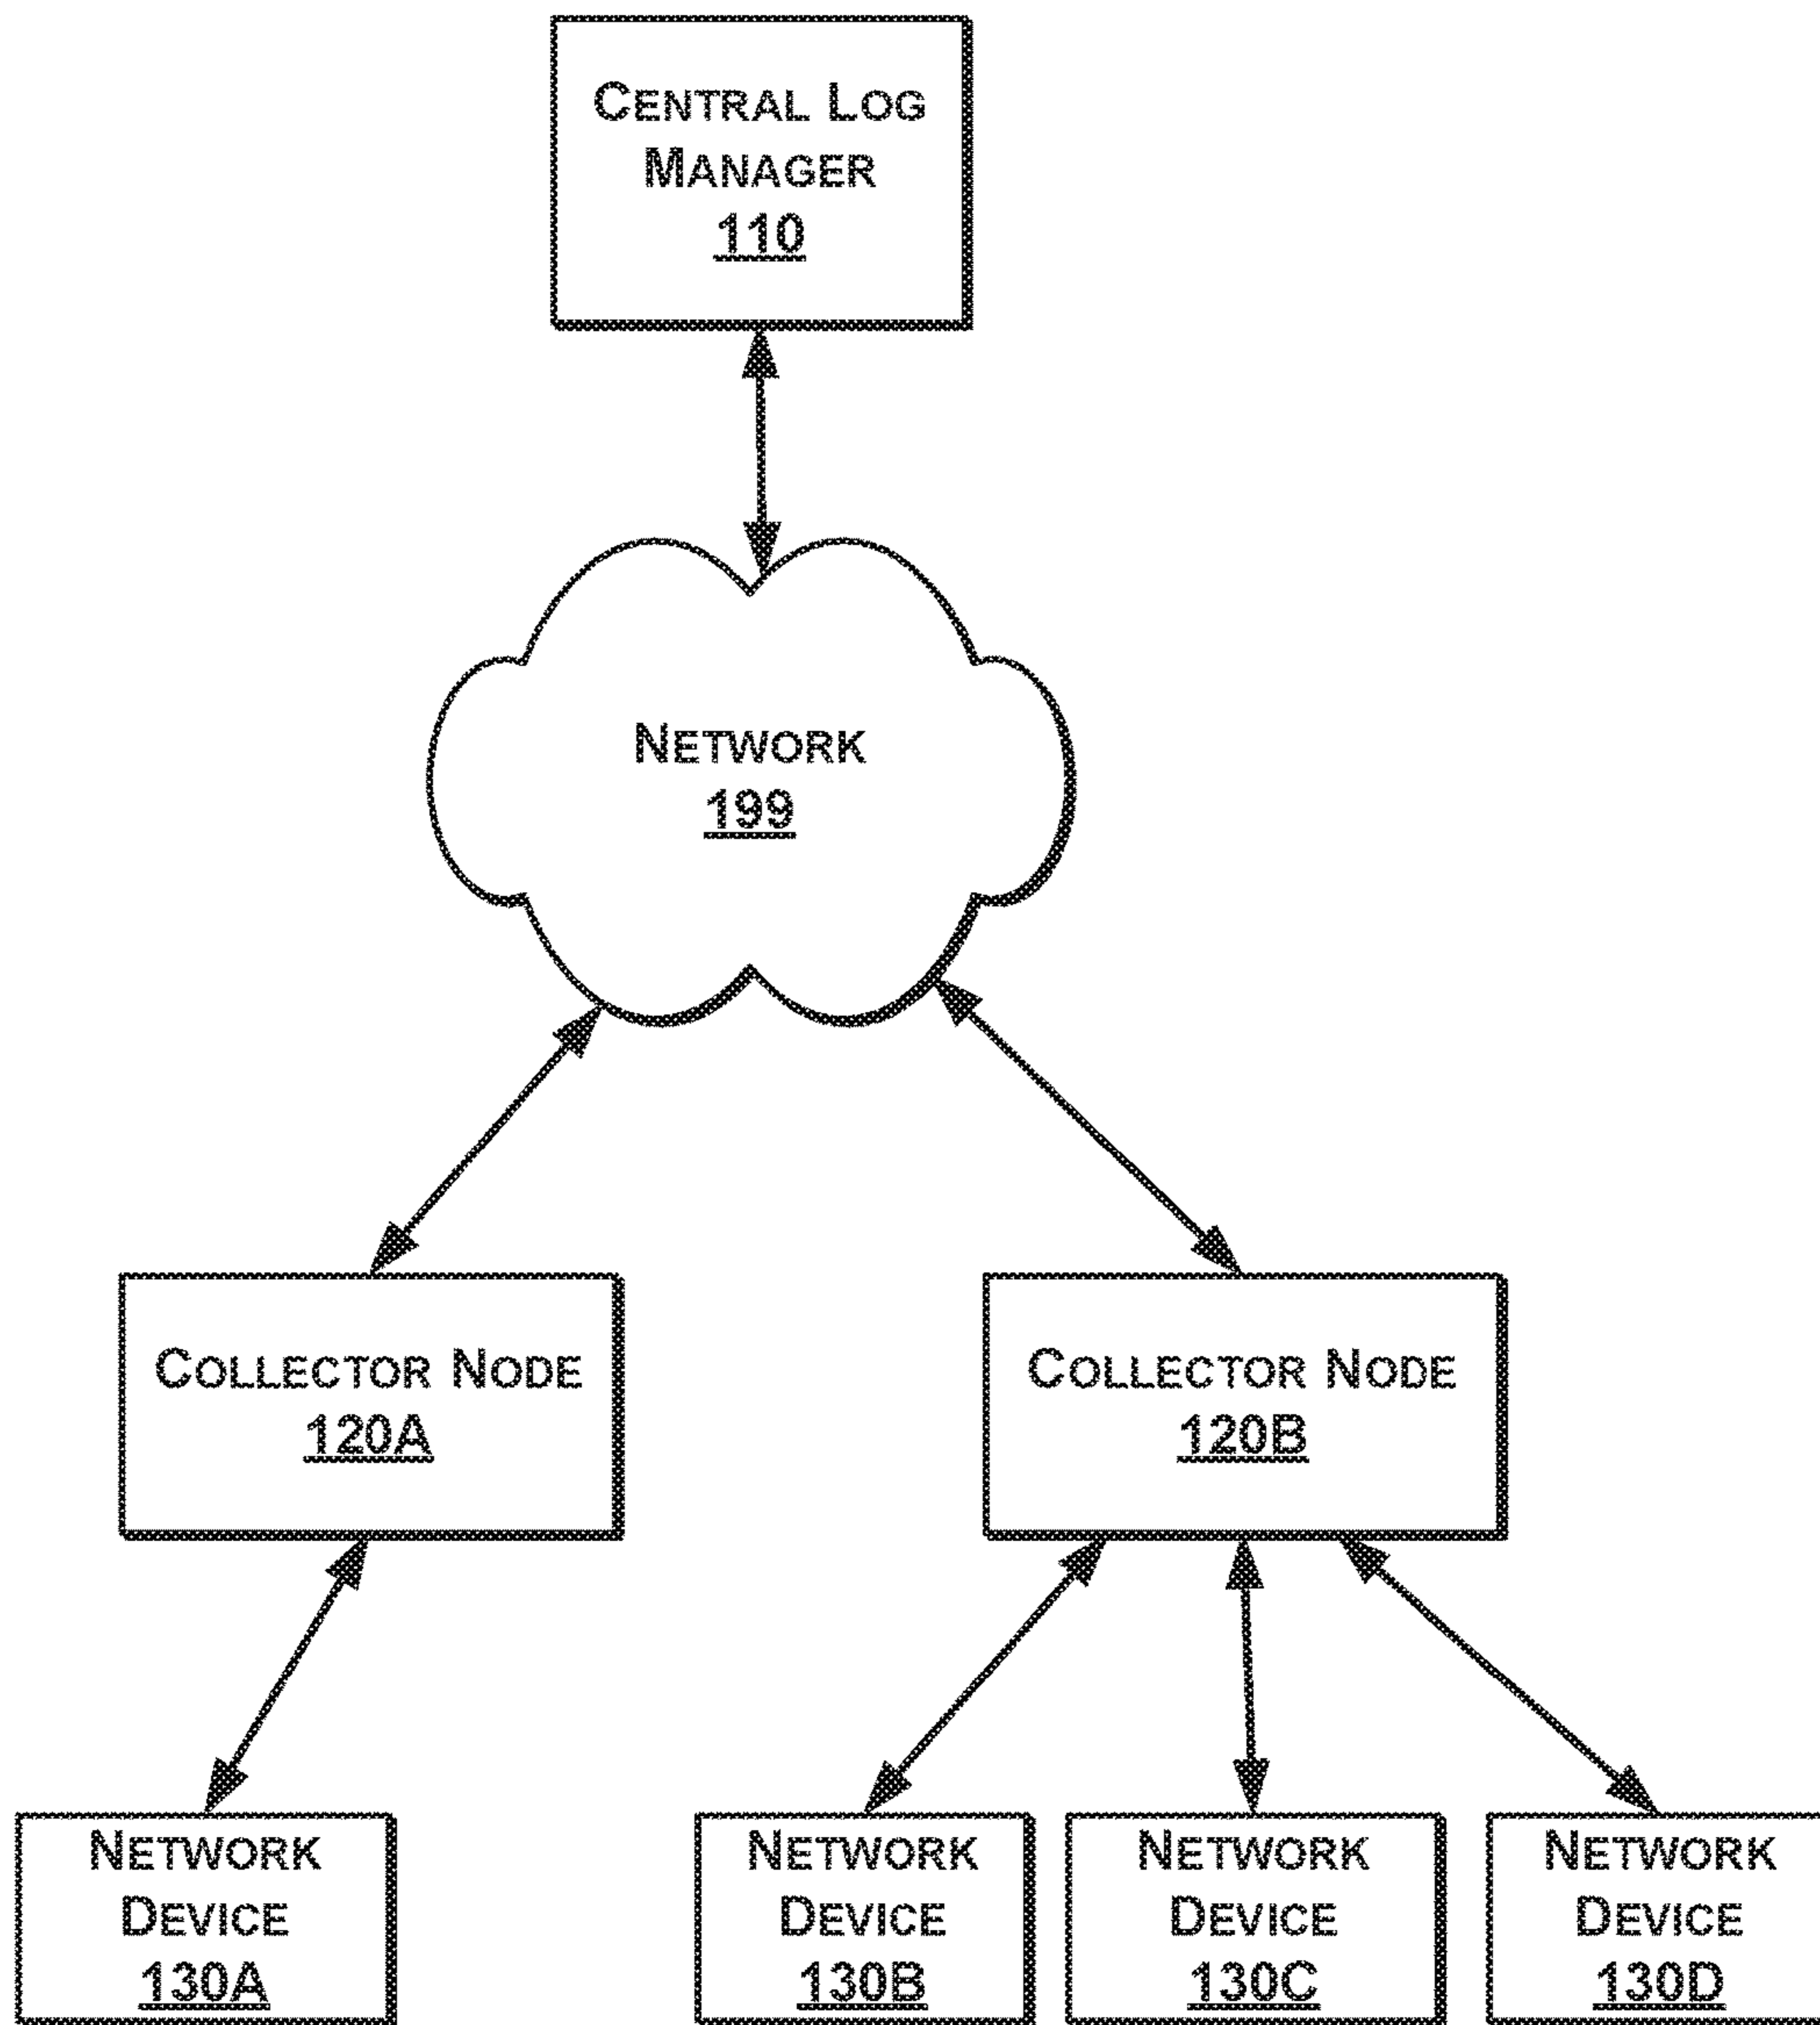 CENTRAL LOG
MANAGER
110
NETWORK
199
COLLECTOR NODE
120A
COLLECTOR NODE
120B
NETWORK
DEVICE
130A
NETWORK
DEVICE
130B
NETWORK
DEVICE
130C
NETWORK
DEVICE
130D